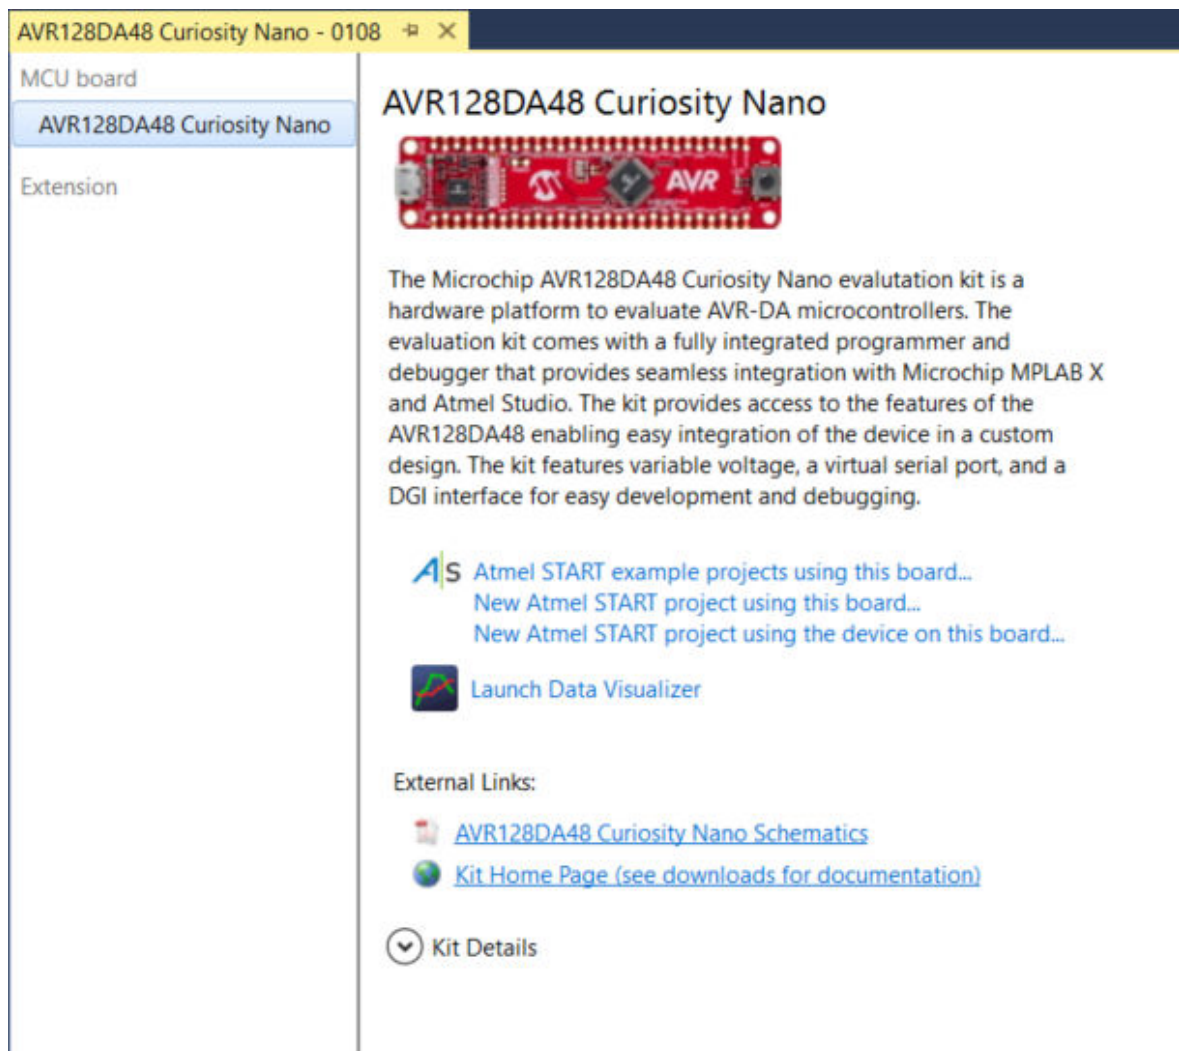 AVR128DA48 Curiosity Nano - 0108
MCU board
AVR128DA48 Curiosity Nano
Extension
AVR128DA48 Curiosity Nano
AVR
The Microchip AVR128DA48 Curiosity Nano evalutation kit is a
hardware platform to evaluate AVR-DA microcontrollers. The
evaluation kit comes with a fully integrated programmer and
debugger that provides seamless integration with Microchip MPLAB X
and Atmel Studio. The kit provides access to the features of the
AVR128DA48 enabling easy integration of the device in a custom
design. The kit features variable voltage, a virtual serial port, and a
DGI interface for easy development and debugging.
AS Atmel START example projects using this board...
New Atmel START project using this board...
New Atmel START project using the device on this board...
Launch Data Visualizer
External Links:
AVR128DA48 Curiosity Nano Schematics
Kit Home Page (see downloads for documentation)
Kit Details